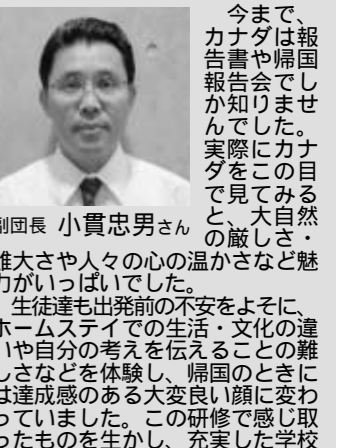 今まで、
カナダは報
告書や帰国
報告会でし
か知りませ
んでした。
実際にカナ
ダをこの目
で見てみる
と、大自然
の厳しさ・
雄大さや人々の心の温かさなど魅
力がいっぱいでした。
生徒達も出発前の不安をよそに、
ホームステイでの生活・文化の違
いや自分の考えを伝えることの難
しさなどを体験し、帰国のときに
は達成感のある大変良い顔に変わ
っていました。この研修で感じ取
ったものを生かし、充実した学校
副団長 小貫忠男さん